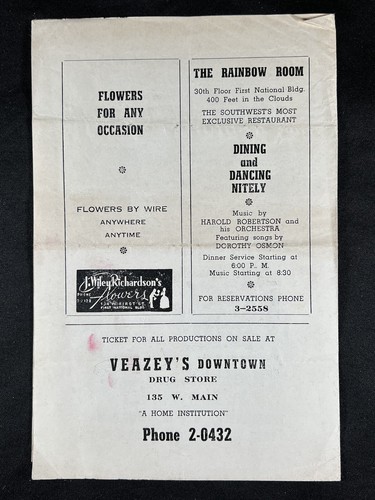 FLOWERS
FOR ANY
OCCASION
FLOWERS BY WIRE
ANYWHERE
ANYTIME
J. Wiley Richardson's
Flowers
PHONE
FIRST NATIONAL BLDG
THE RAINBOW ROOM
30th Floor First National Bldg.
400 Feet in the Clouds
THE SOUTHWEST'S MOST
EXCLUSIVE RESTAURANT
DINING
and
DANCING
NITELY
Music by
HAROLD ROBERTSON and
his ORCHESTRA
Featuring songs by
DOROTHY OSMON
Dinner Service Starting at
6:00 P. M.
Music Starting at 8:30
FOR RESERVATIONS PHONE
3-2558
TICKET FOR ALL PRODUCTIONS ON SALE AT
VEAZEY'S DOWNTOWN
DRUG STORE
135 W. MAIN
"A HOME INSTITUTION"
Phone 2-0432